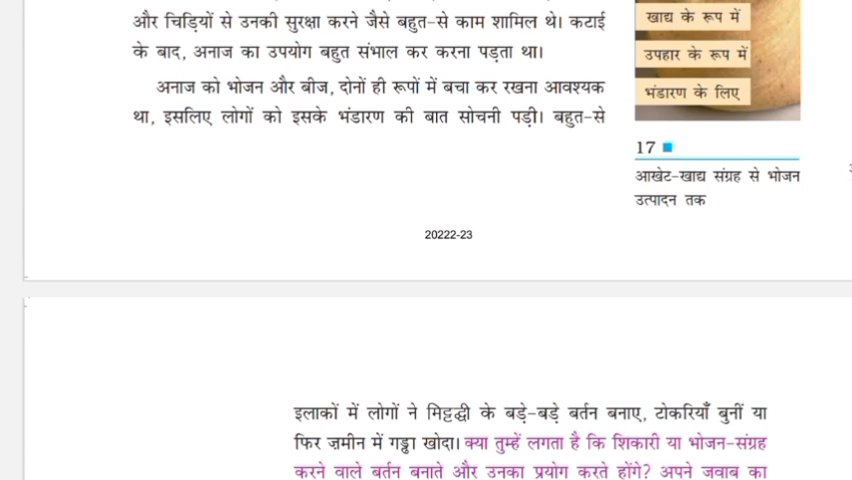 और चिड़ियों से उनकी सुरक्षा करने जैसे बहुत-से काम शामिल थे। कटाई
के बाद, अनाज का उपयोग बहुत संभाल कर करना पड़ता था।
अनाज को भोजन और बीज, दोनों ही रूपों में बचा कर रखना आवश्यक
था, इसलिए लोगों को इसके भंडारण की बात सोचनी पड़ी। बहुत-से
खाद्य के रूप में
उपहार के रूप में
भंडारण के लिए
17
आखेट-खाद्य संग्रह से भोजन
उत्पादन तक
20222-23
इलाकों में लोगों ने मिट्टद्घी के बड़े-बड़े बर्तन बनाए, टोकरियाँ बुनीं या
फिर ज़मीन में गड्ढा खोदा। क्या तुम्हें लगता है कि शिकारी या भोजन-संग्रह
करने वाले बर्तन बनाते और उनका प्रयोग करते होंगे? अपने जवाब का